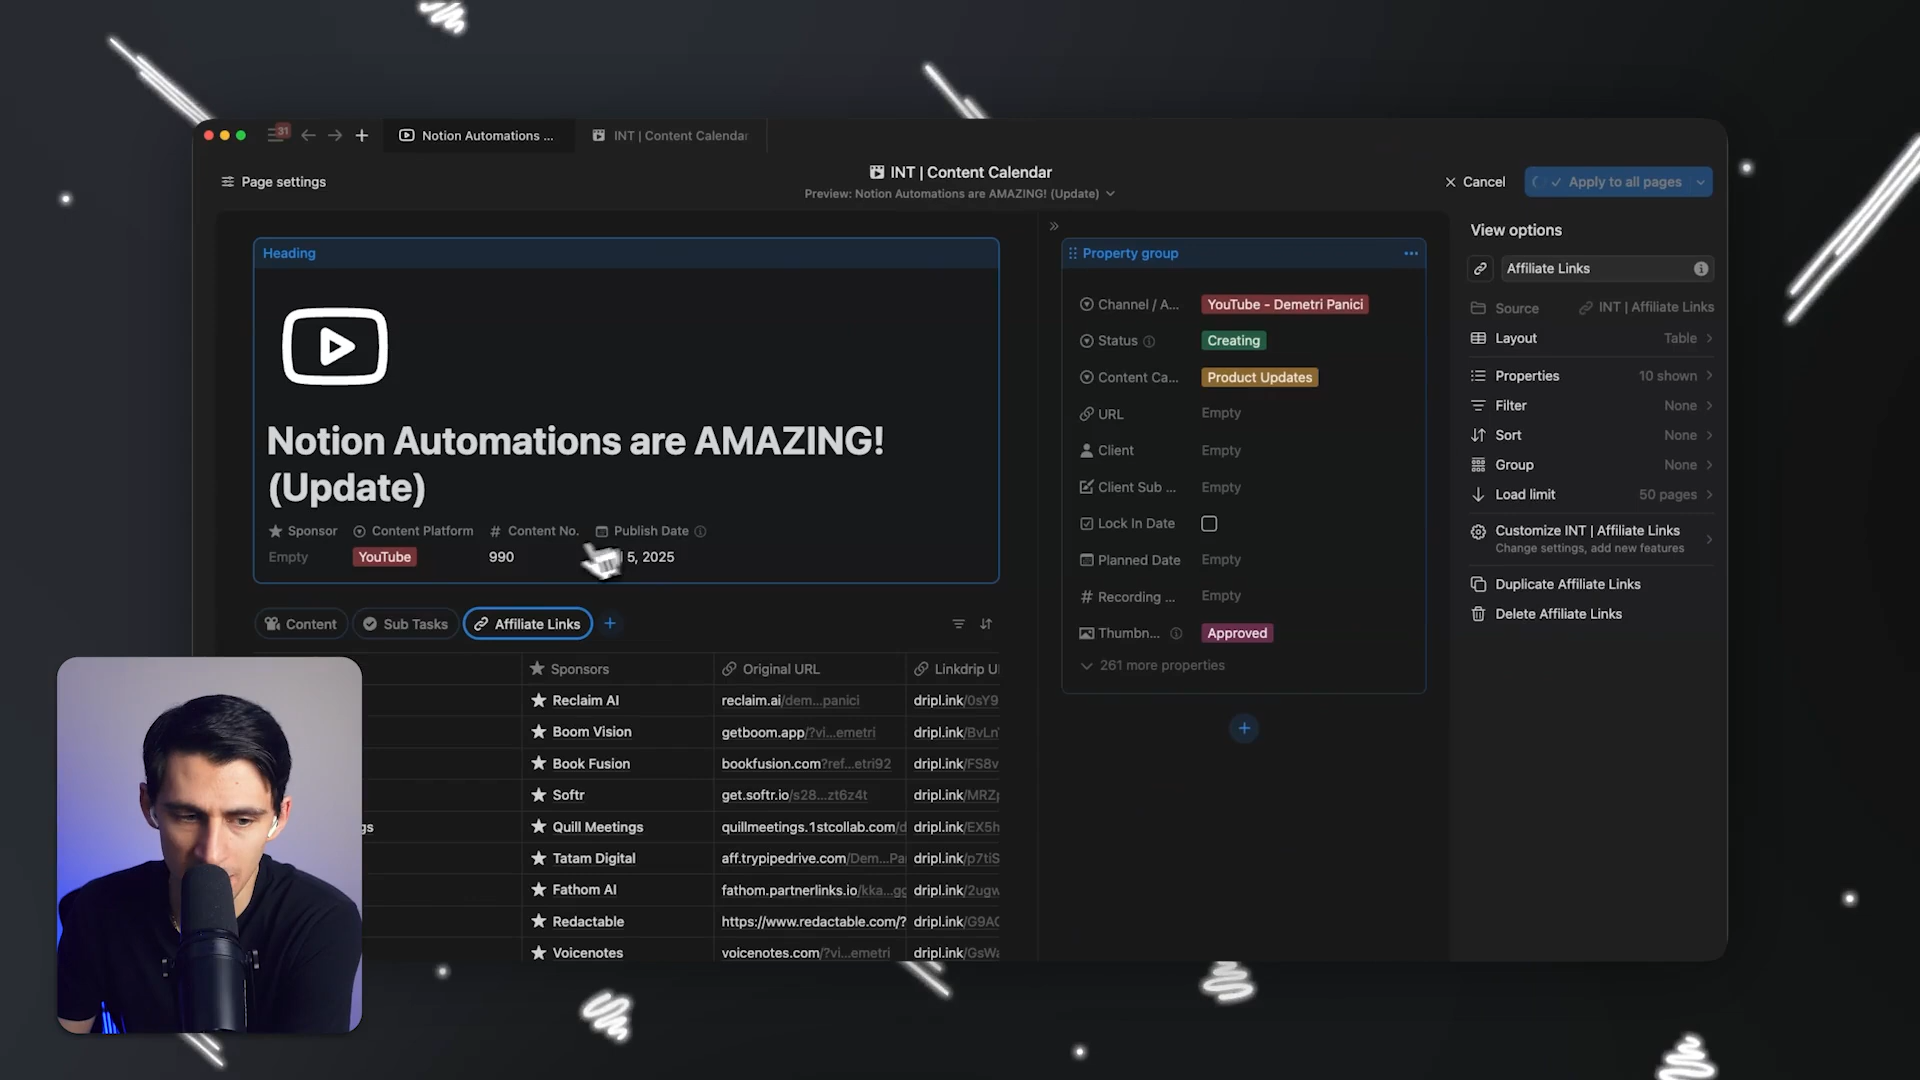 31
Notion Automations ...
INT | Content Calendar
Page settings
INT | Content Calendar
Preview: Notion Automations are AMAZING! (Update)
Cancel
Apply to all pages
Heading
Notion Automations are AMAZING!
(Update)
Sponsor
Content Platform
Content No.
Publish Date
Empty
YouTube
990
5, 2025
Content
Sub Tasks
Affiliate Links
Sponsors
Original URL
Linkdrip U
Reclaim AI
reclaim.ai/dem...panici
dripl.ink/0sY9
Boom Vision
getboom.app/?vi...emetri
dripl.ink/BvLn
Book Fusion
bookfusion.com?ref...etri92
dripl.ink/FS8v
Softr
get.softr.io/s28...zt6z4t
dripl.ink/MRZ
gs
Quill Meetings
quillmeetings.1stcollab.com/d
dripl.ink/EX5h
Tatam Digital
aff.trypipedrive.com/Dem...Pa
dripl.ink/p7tiS
Fathom AI
fathom.partnerlinks.io/kka...gg
dripl.ink/2ugw
Redactable
https://www.redactable.com/?
dripl.ink/G9AC
Voicenotes
voicenotes.com/?vi...emetri
dripl.ink/GsWa
Property group
Channel / A...
YouTube - Demetri Panici
Status
Creating
Content Ca...
Product Updates
URL
Empty
Client
Empty
Client Sub ...
Empty
Lock In Date
Planned Date
Empty
Recording ...
Empty
Thumbn...
Approved
261 more properties
View options
Affiliate Links
Source
INT | Affiliate Links
Layout
Table
Properties
10 shown
Filter
None
Sort
None
Group
None
Load limit
50 pages
Customize INT | Affiliate Links
Change settings, add new features
Duplicate Affiliate Links
Delete Affiliate Links